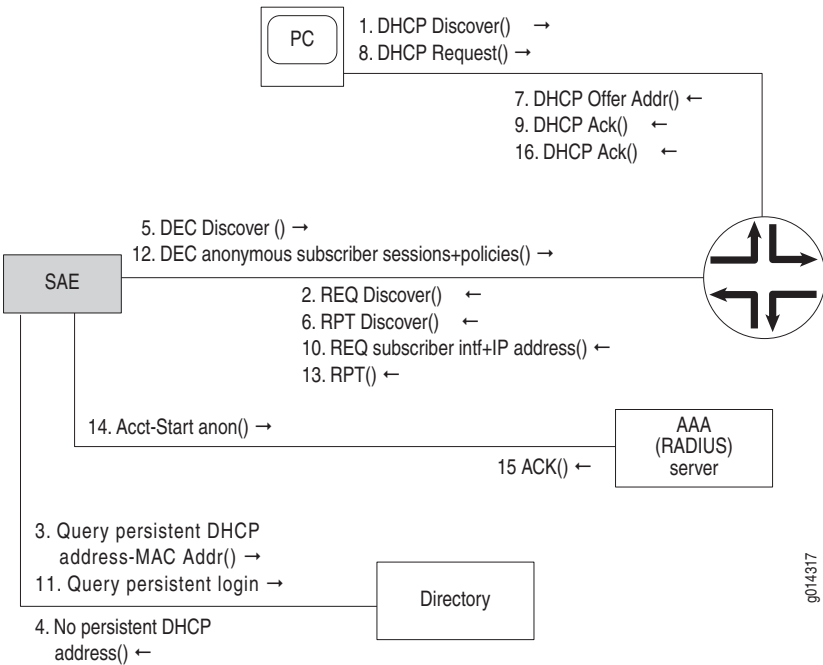 PC
1. DHCP Discover() →
8. DHCP Request() →
7. DHCP Offer Addr() ←
9. DHCP Ack() ←
16. DHCP Ack() ←
5. DEC Discover () →
12. DEC anonymous subscriber sessions+policies() →
SAE
2. REQ Discover() ←
6. RPT Discover() ←
10. REQ subscriber intf+IP address() ←
13. RPT() ←
14. Acct-Start anon() →
AAA
(RADIUS)
server
15 ACK() ←
3. Query persistent DHCP
address-MAC Addr() →
11. Query persistent login →
Directory
4. No persistent DHCP
address() ←
g014317